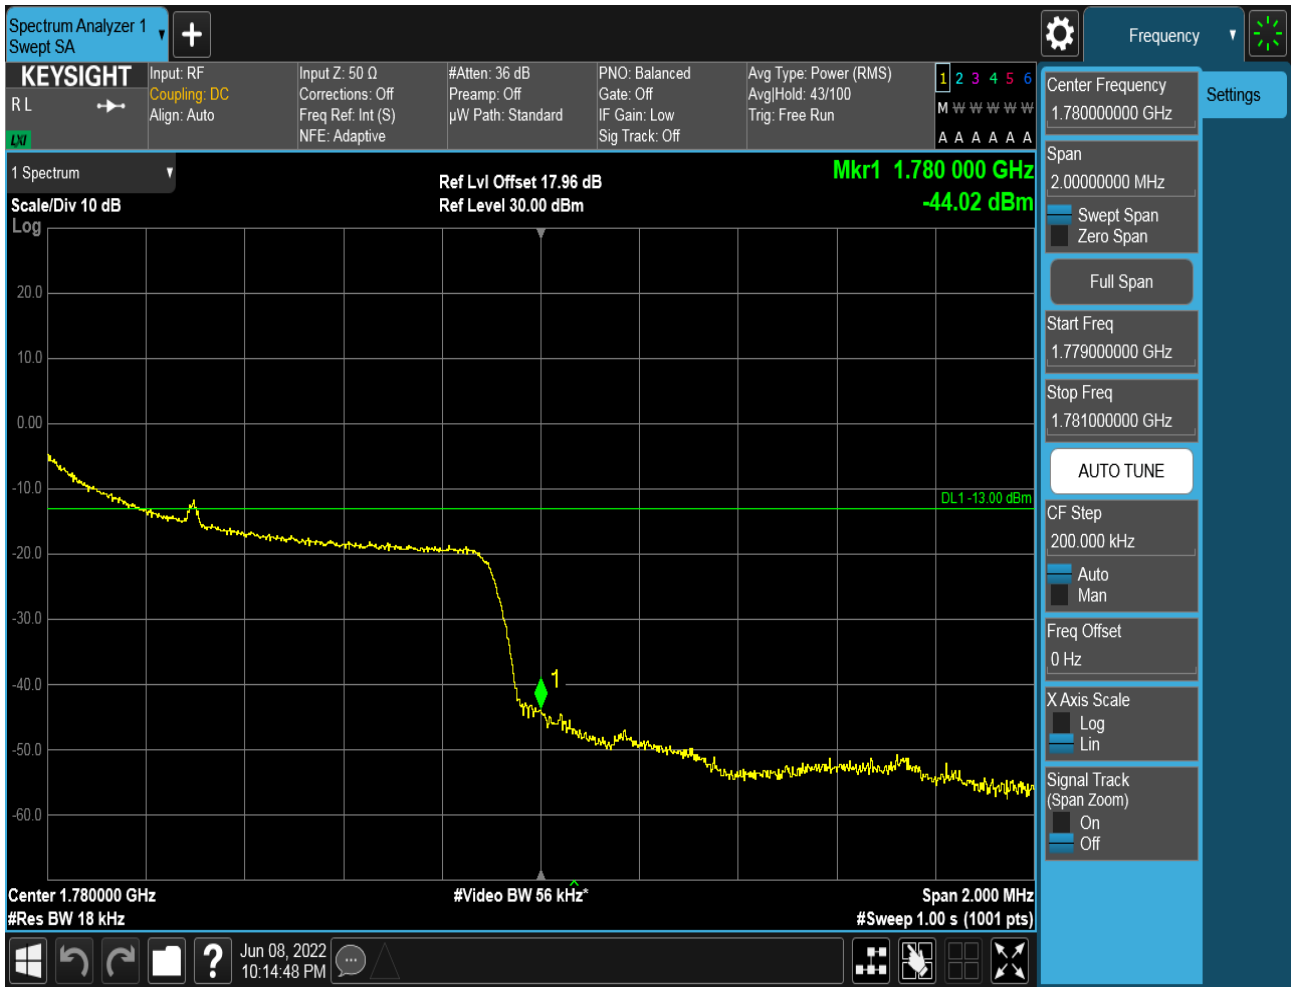 Spectrum Analyzer 1
Swept SA
Frequency
KEYSIGHT
R L
LXI
Input: RF
Coupling: DC
Align: Auto
Input Z: 50 Ω
Corrections: Off
Freq Ref: Int (S)
NFE: Adaptive
#Atten: 36 dB
Preamp: Off
µW Path: Standard
PNO: Balanced
Gate: Off
IF Gain: Low
Sig Track: Off
Avg Type: Power (RMS)
Avg|Hold: 43/100
Trig: Free Run
1 2 3 4 5 6
M W W W W W
A A A A A A
1 Spectrum
Scale/Div 10 dB
Log
Ref Lvl Offset 17.96 dB
Ref Level 30.00 dBm
Mkr1 1.780 000 GHz
-44.02 dBm
20.0
10.0
0.00
-10.0
DL1 -13.00 dBm
-20.0
-30.0
-40.0
1
-50.0
-60.0
Center 1.780000 GHz
#Res BW 18 kHz
#Video BW 56 kHz*
Span 2.000 MHz
#Sweep 1.00 s (1001 pts)
?
Jun 08, 2022
10:14:48 PM
Center Frequency
1.780000000 GHz
Settings
Span
2.00000000 MHz
Swept Span
Zero Span
Full Span
Start Freq
1.779000000 GHz
Stop Freq
1.781000000 GHz
AUTO TUNE
CF Step
200.000 kHz
Auto
Man
Freq Offset
0 Hz
X Axis Scale
Log
Lin
Signal Track
(Span Zoom)
On
Off